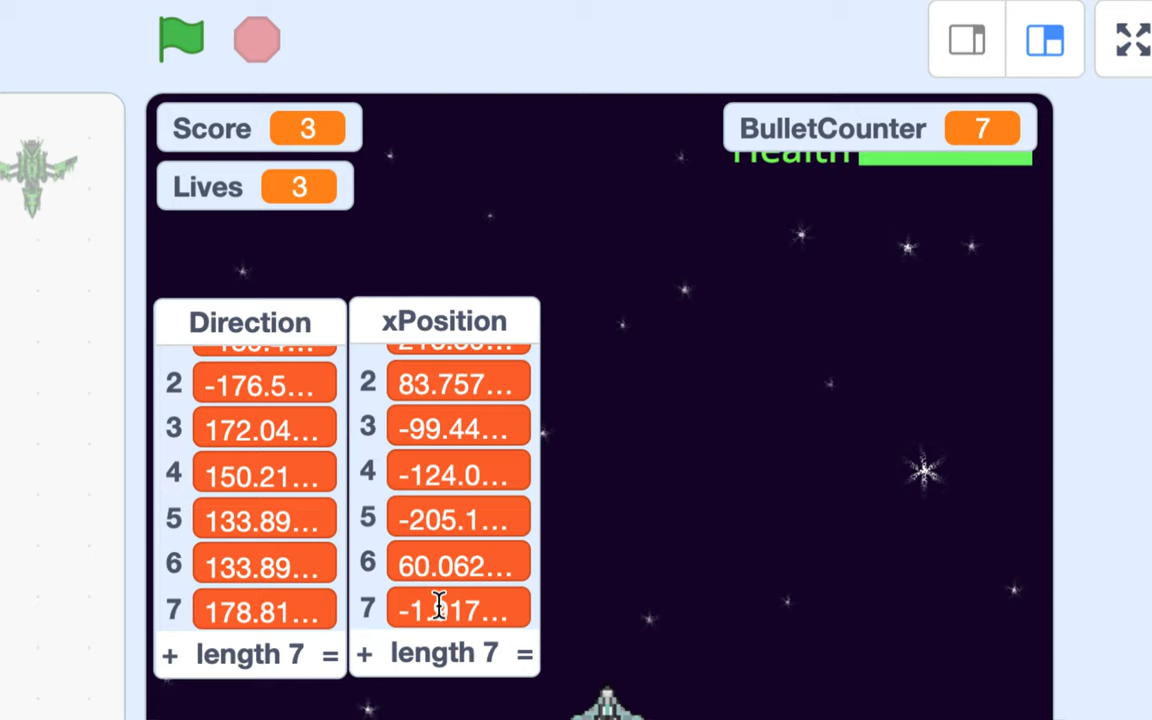 Score 3
BulletCounter 7
Health
Lives 3
Direction
2 -176.5...
3 172.04...
4 150.21...
5 133.89...
6 133.89...
7 178.81...
+ length 7 =
xPosition
2 83.757...
3 -99.44...
4 -124.0...
5 -205.1...
6 60.062...
7
+ length 7 =